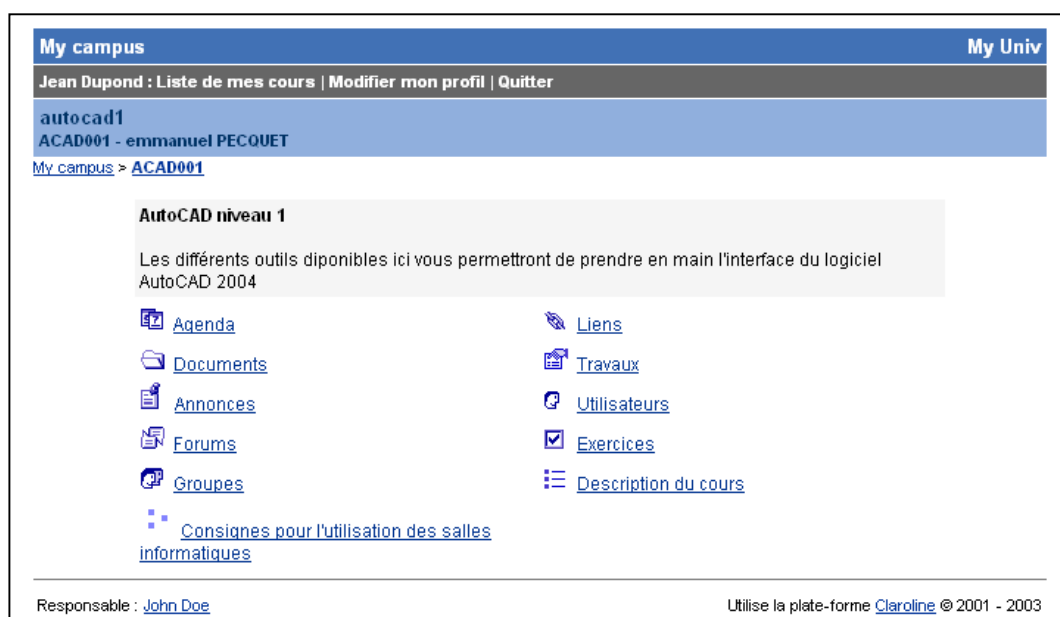 My campus My Univ
Jean Dupond : Liste de mes cours | Modifier mon profil | Quitter
autocad1
ACAD001 - emmanuel PECQUET
My campus > ACAD001
AutoCAD niveau 1
Les différents outils diponibles ici vous permettront de prendre en main l'interface du logiciel
AutoCAD 2004
Agenda Liens
Documents Travaux
Annonces Utilisateurs
Forums Exercices
Groupes Description du cours
Consignes pour l'utilisation des salles
informatiques
Responsable : John Doe Utilise la plate-forme Claroline © 2001 - 2003